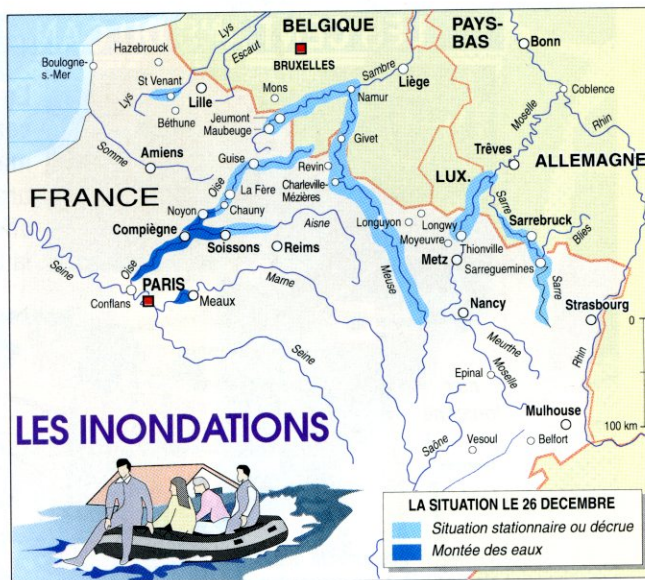 BELGIQUE
PAYS-
BAS
Bonn
Hazebrouck
Lys
Escaut
BRUXELLES
Boulogne-
s.-Mer
St Venant
Lille
Lys
Mons
Sambre
Liège
Coblence
Namur
Moselle
Rhin
Béthune
Jeumont
Maubeuge
Givet
Somme
Amiens
Guise
Revin
Trêves
ALLEMAGNE
LUX.
Oise
La Fère
Charleville-
Mézières
FRANCE
Noyon
Chauny
Sarre
Longuyon
Longwy
Sarrebruck
Blies
Compiègne
Aisne
Moyeuvre
Soissons
Reims
Thionville
Metz
Sarreguemines
Seine
Oise
PARIS
Marne
Meuse
Sarre
Conflans
Meaux
Nancy
Strasbourg
0
Meurthe
Seine
Epinal
Moselle
Rhin
Mulhouse
LES INONDATIONS
Saône
Vesoul
Belfort
100 km
LA SITUATION LE 26 DECEMBRE
Situation stationnaire ou décrue
Montée des eaux